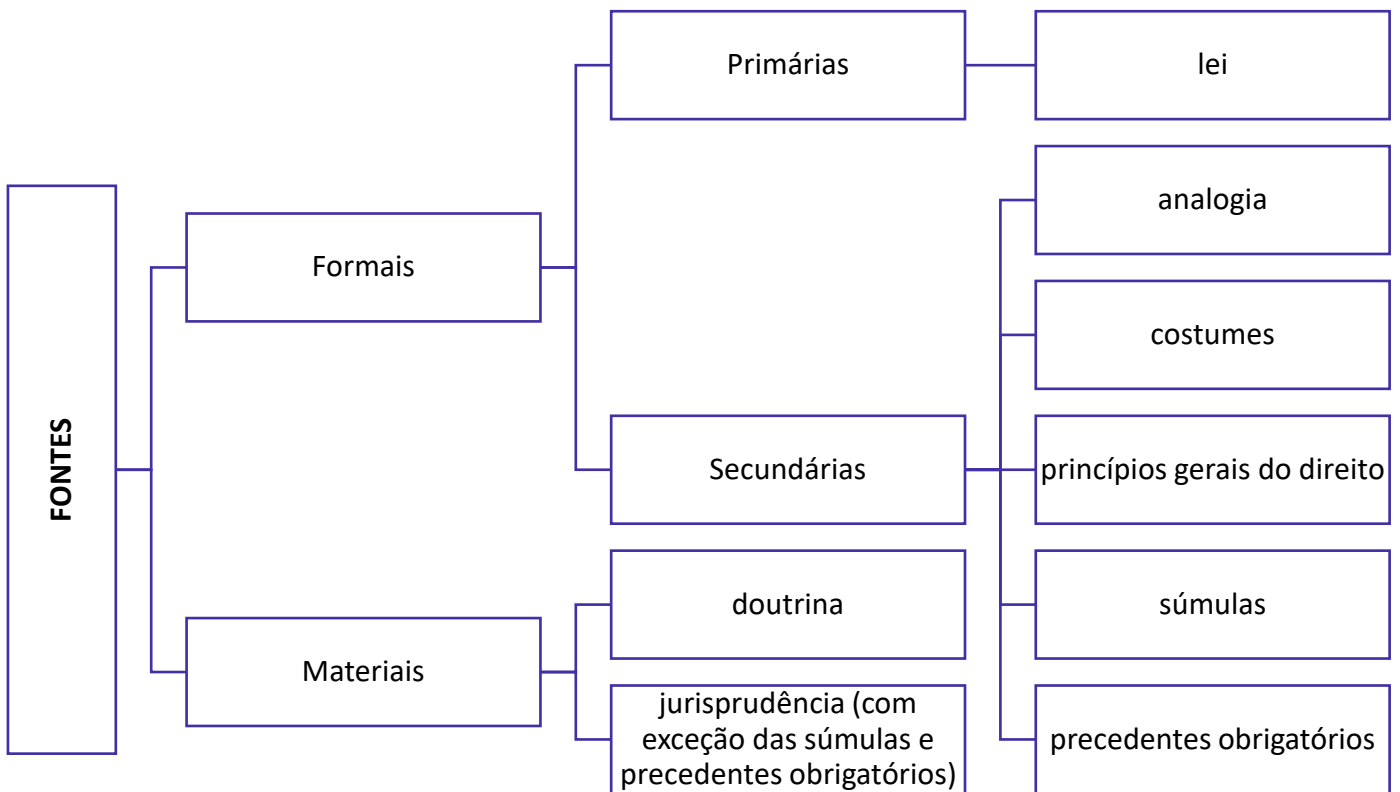 FONTES
Formais
Primárias
lei
Secundárias
analogia
costumes
princípios gerais do direito
súmulas
precedentes obrigatórios
Materiais
doutrina
jurisprudência (com
exceção das súmulas e
precedentes obrigatórios)